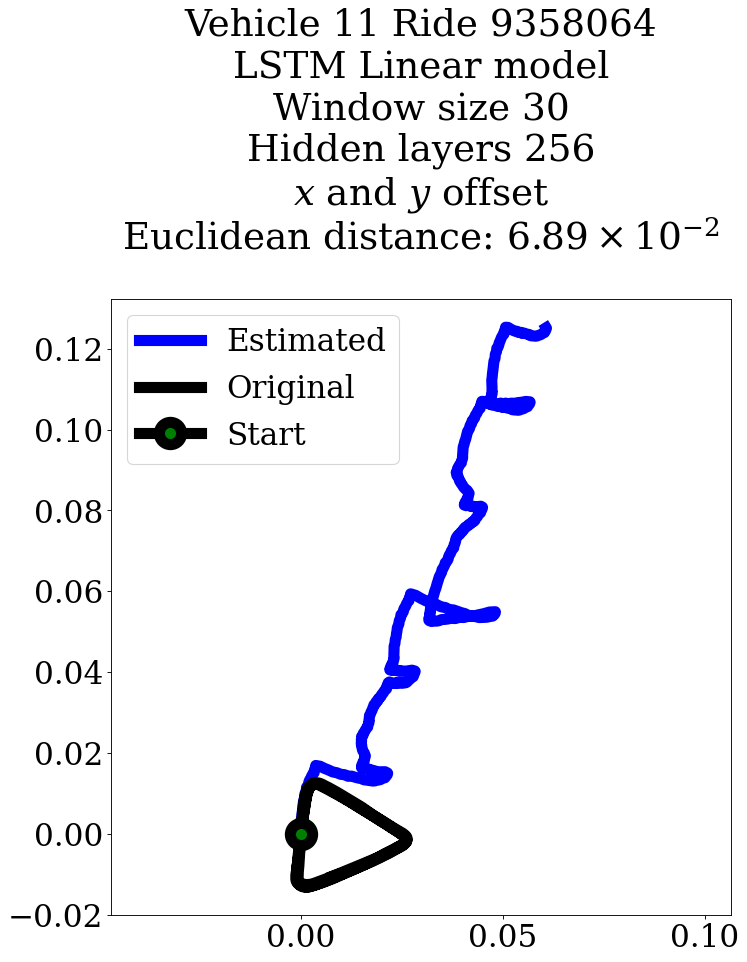 Vehicle 11 Ride 9358064
LSTM Linear model
Window size 30
Hidden layers 256
x and y offset
Euclidean distance: 6.89 × 10⁻²
Estimated
Original
Start
0.12
0.10
0.08
0.06
0.04
0.02
0.00
−0.02
0.00 0.05 0.10